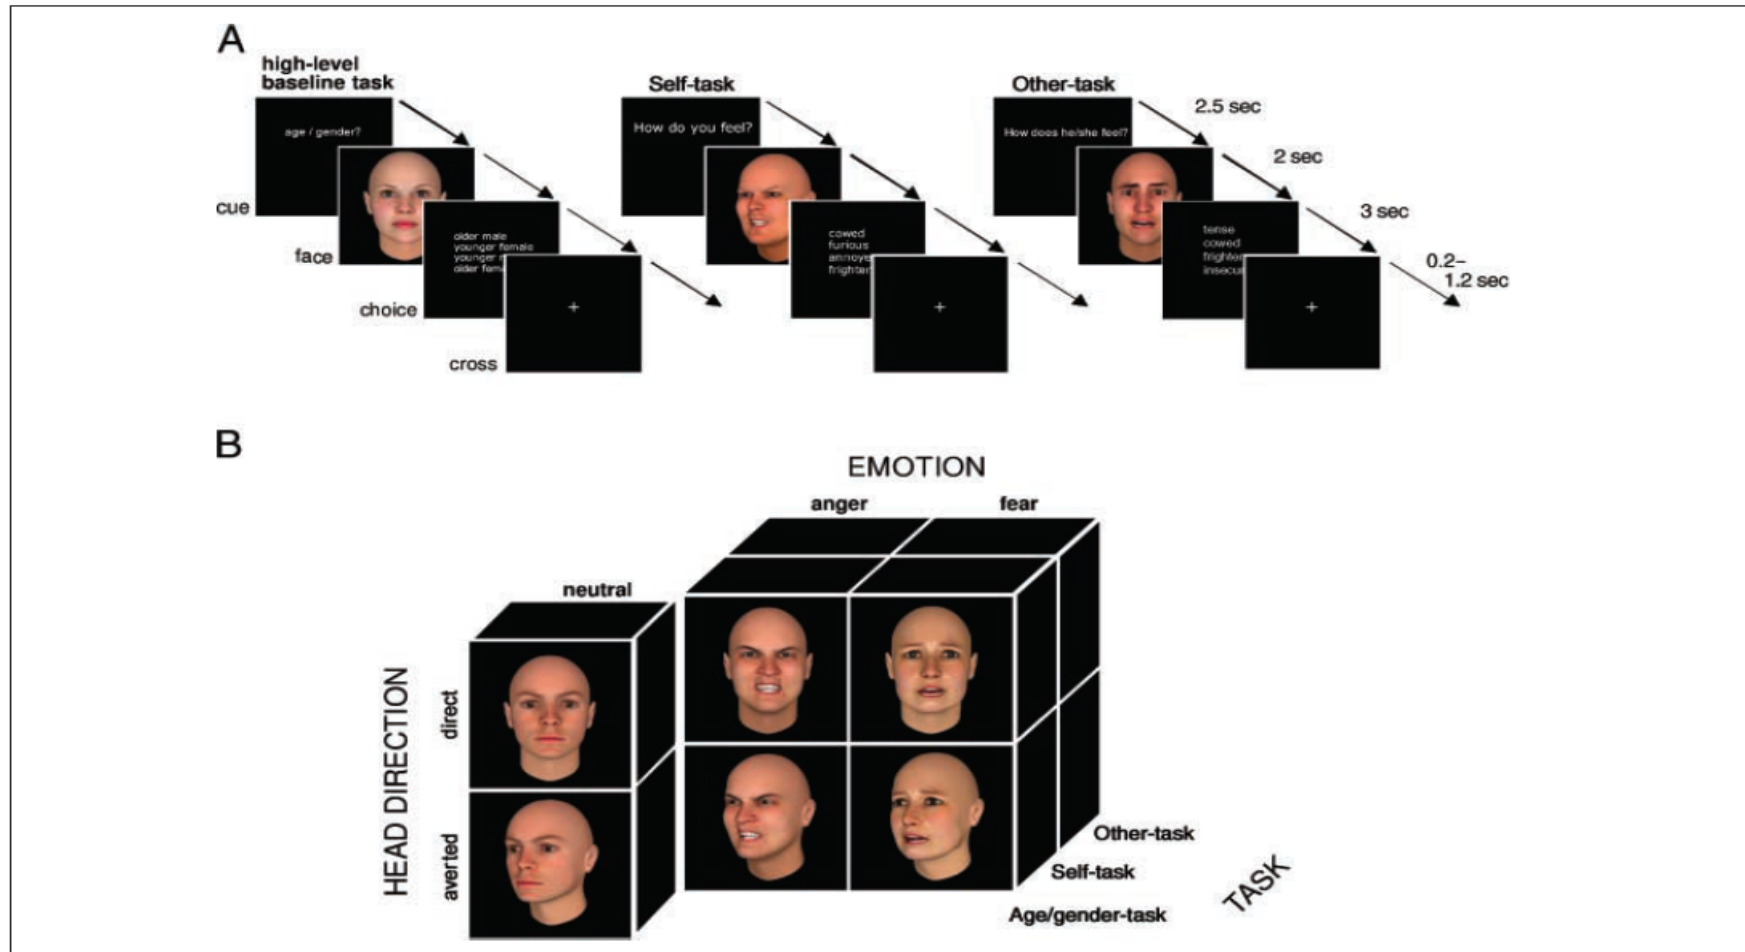 A
high-level
baseline task
age / gender?
cue
face
older male
younger female
younger
older
choice
+
cross
Self-task
How do you feel?
cowed
furious
+
Other-task
How does he/she feel?
tense
cowed
+
2.5 sec
2 sec
3 sec
0.2–
1.2 sec
B
EMOTION
anger
fear
neutral
HEAD DIRECTION
direct
averted
Other-task
Self-task
Age/gender-task
TASK